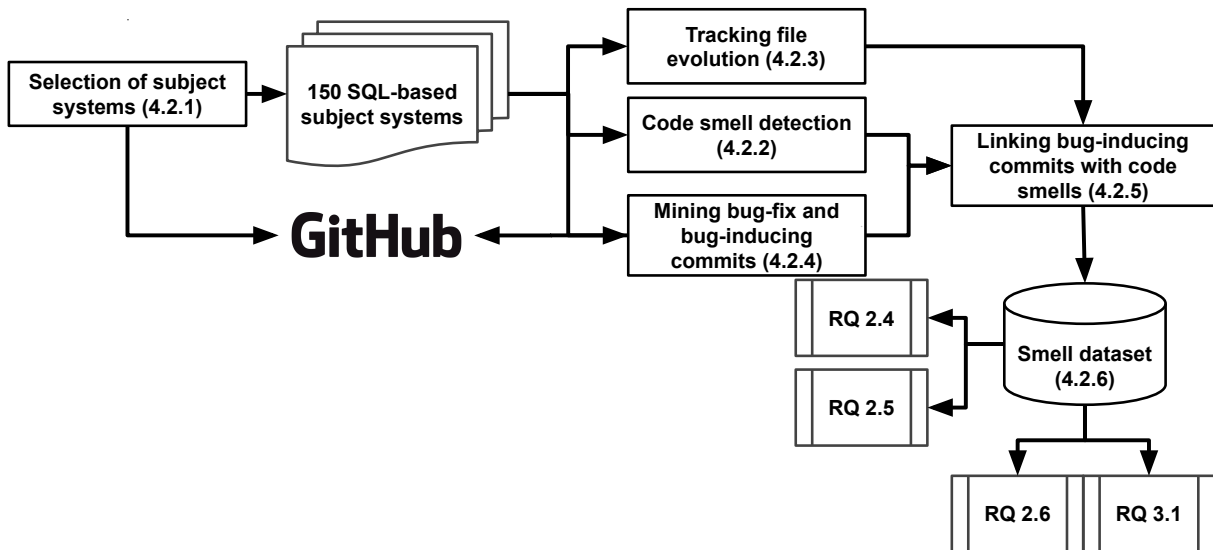 Selection of subject
systems (4.2.1)
150 SQL-based
subject systems
GitHub
Tracking file
evolution (4.2.3)
Code smell detection
(4.2.2)
Mining bug-fix and
bug-inducing
commits (4.2.4)
Linking bug-inducing
commits with code
smells (4.2.5)
Smell dataset
(4.2.6)
RQ 2.4
RQ 2.5
RQ 2.6
RQ 3.1